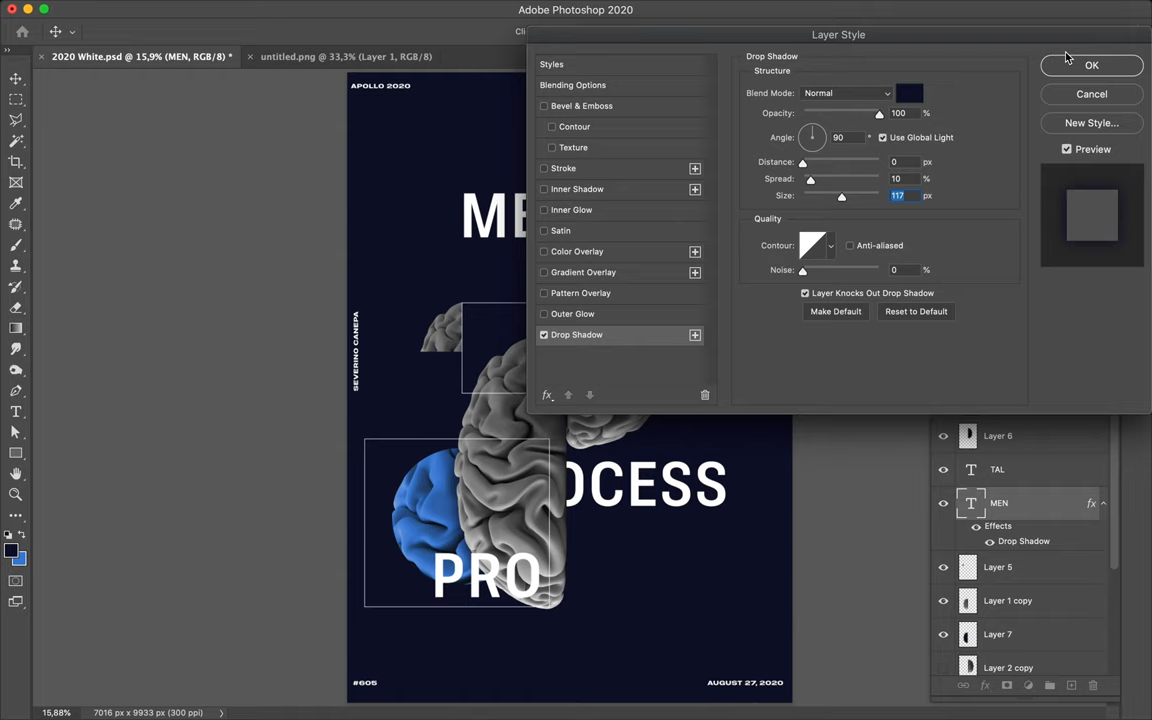 Adobe Photoshop 2020
Cli
2020 White.psd @ 15,9% (MEN, RGB/8) *
untitled.png @ 33,3% (Layer 1, RGB/8)
Layer Style
Styles
Blending Options
Bevel & Emboss
Contour
Texture
Stroke
Inner Shadow
Inner Glow
Satin
Color Overlay
Gradient Overlay
Pattern Overlay
Outer Glow
Drop Shadow
fx
Drop Shadow
Structure
Blend Mode: Normal
Opacity: 100 %
Angle: 90 ° Use Global Light
Distance: 0 px
Spread: 10 %
Size: 117 px
Quality
Contour: Anti-aliased
Noise: 0 %
Layer Knocks Out Drop Shadow
Make Default Reset to Default
OK
Cancel
New Style...
Preview
APOLLO 2020
ME
SEVERINO CANEPA
OCESS
PRO
#605
AUGUST 27, 2020
Layer 6
T TAL
T MEN fx
Effects
Drop Shadow
Layer 5
Layer 1 copy
Layer 7
Layer 2 copy
fx
15,88% 7016 px x 9933 px (300 ppi)